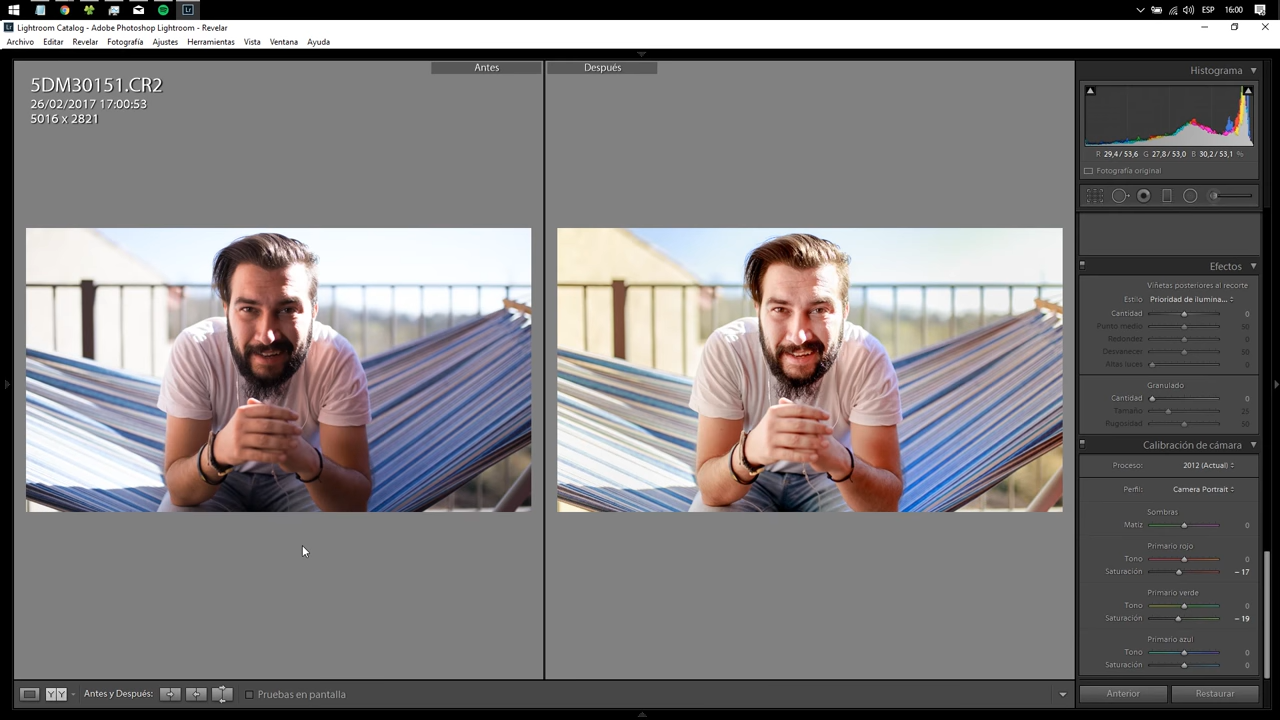 ESP
16:00
Lightroom Catalog - Adobe Photoshop Lightroom - Revelar
Archivo Editar Revelar Fotografía Ajustes Herramientas Vista Ventana Ayuda
Antes
Después
5DM30151.CR2
26/02/2017 17:00:53
5016 x 2821
Histograma
R 29,4 / 53,6 G 27,8 / 53,0 B 30,2 / 53,1 %
Fotografía original
Efectos
Viñetas posteriores al recorte
Estilo Prioridad de ilumina...
Cantidad 0
Punto medio 50
Redondez 0
Desvanecer 50
Altas luces 0
Granulado
Cantidad 0
Tamaño 25
Rugosidad 50
Calibración de cámara
Proceso: 2012 (Actual)
Perfil: Camera Portrait
Sombras
Matiz 0
Primario rojo
Tono 0
Saturación – 17
Primario verde
Tono 0
Saturación – 19
Primario azul
Tono 0
Saturación 0
YY Antes y Después: Pruebas en pantalla
Anterior Restaurar